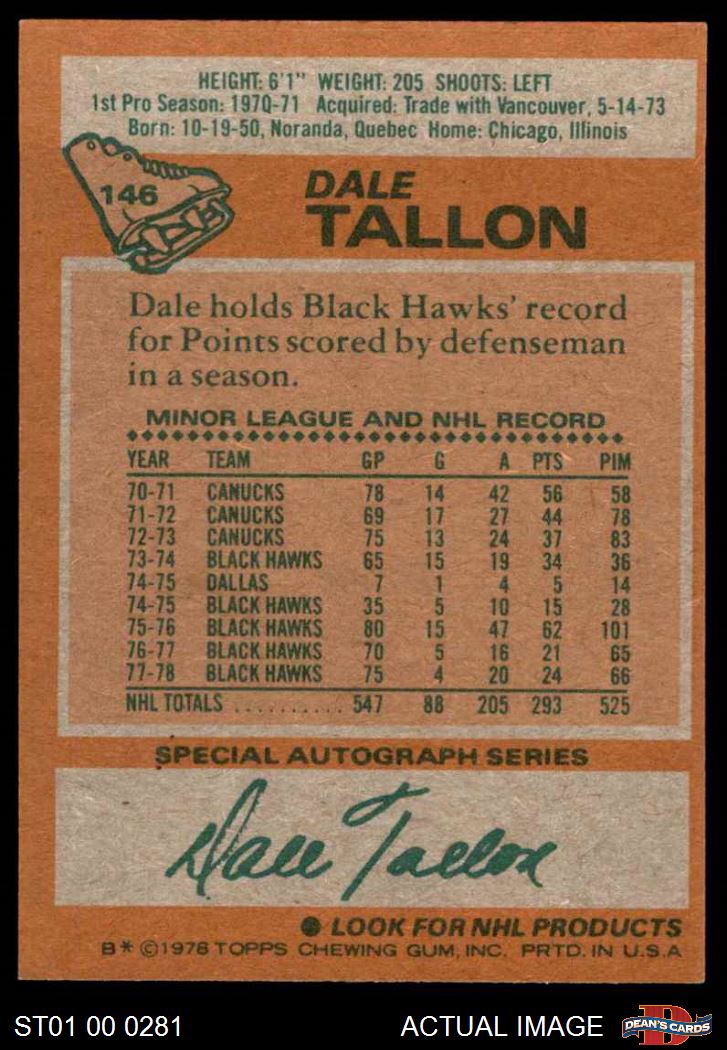 HEIGHT: 6'1" WEIGHT: 205 SHOOTS: LEFT
1st Pro Season: 1970-71 Acquired: Trade with Vancouver, 5-14-73
Born: 10-19-50, Noranda, Quebec Home: Chicago, Illinois
146
DALE
TALLON
Dale holds Black Hawks' record
for Points scored by defenseman
in a season.
MINOR LEAGUE AND NHL RECORD
YEAR TEAM GP G A PTS PIM
70-71 CANUCKS 78 14 42 56 58
71-72 CANUCKS 69 17 27 44 78
72-73 CANUCKS 75 13 24 37 83
73-74 BLACK HAWKS 65 15 19 34 36
74-75 DALLAS 7 1 4 5 14
74-75 BLACK HAWKS 35 5 10 15 28
75-76 BLACK HAWKS 80 15 47 62 101
76-77 BLACK HAWKS 70 5 16 21 65
77-78 BLACK HAWKS 75 4 20 24 66
NHL TOTALS .......... 547 88 205 293 525
SPECIAL AUTOGRAPH SERIES
Dale Tallon
● LOOK FOR NHL PRODUCTS
B* ©1978 TOPPS CHEWING GUM, INC. PRTD. IN U.S.A
ST01 00 0281 ACTUAL IMAGE
D
DEAN'S CARDS